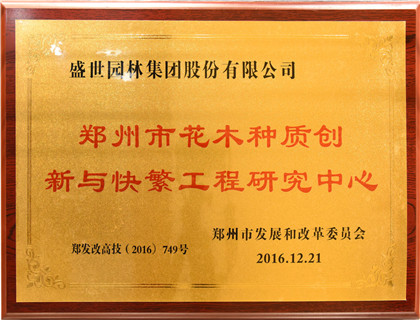 盛世园林集团股份有限公司
郑州市花木种质创
新与快繁工程研究中心
郑州市发展和改革委员会
郑发改高技（2016）749号
2016.12.21